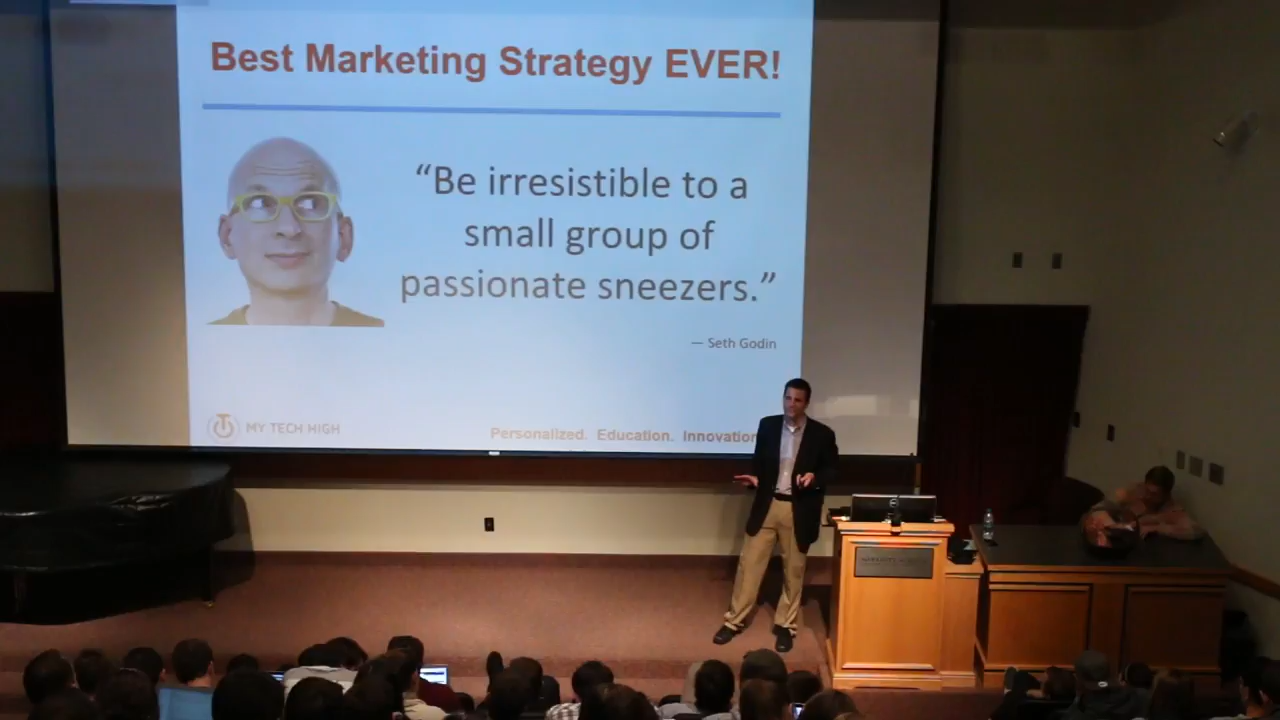 Best Marketing Strategy EVER!
“Be irresistible to a
small group of
passionate sneezers.”
— Seth Godin
MY TECH HIGH
Personalized. Education. Innovation